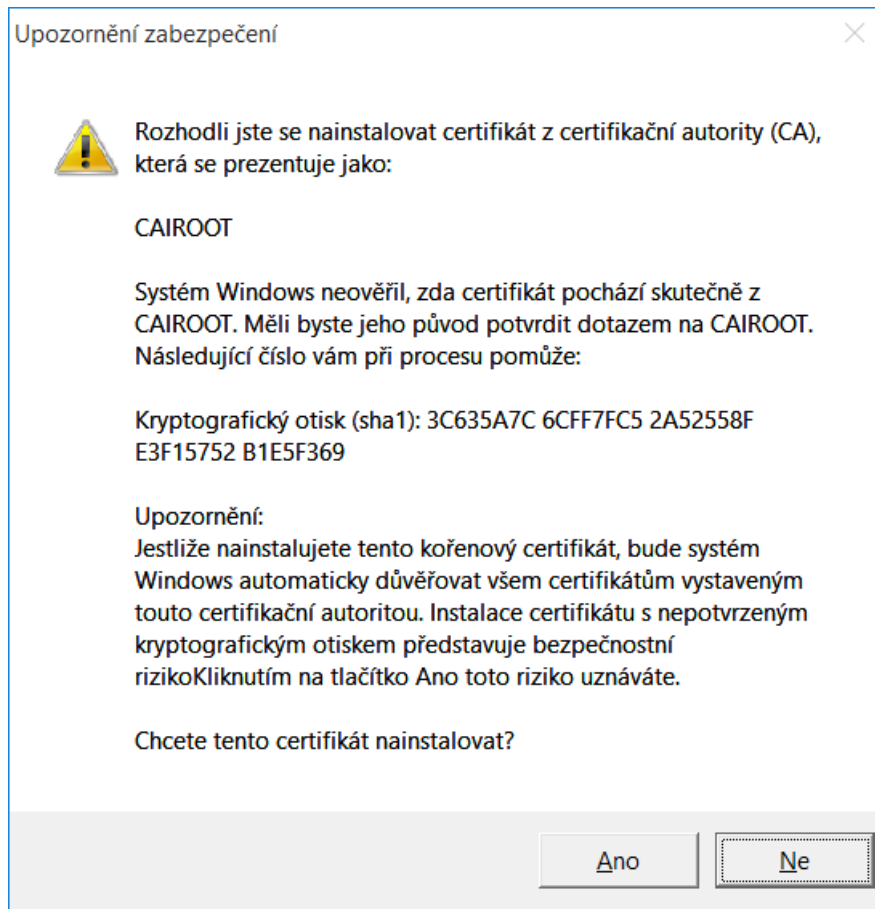 Upozornění zabezpečení
Rozhodli jste se nainstalovat certifikát z certifikační autority (CA),
která se prezentuje jako:
CAIROOT
Systém Windows neověřil, zda certifikát pochází skutečně z
CAIROOT. Měli byste jeho původ potvrdit dotazem na CAIROOT.
Následující číslo vám při procesu pomůže:
Kryptografický otisk (sha1): 3C635A7C 6CFF7FC5 2A52558F
E3F15752 B1E5F369
Upozornění:
Jestliže nainstalujete tento kořenový certifikát, bude systém
Windows automaticky důvěřovat všem certifikátům vystaveným
touto certifikační autoritou. Instalace certifikátu s nepotvrzeným
kryptografickým otiskem představuje bezpečnostní
rizikoKliknutím na tlačítko Ano toto riziko uznáváte.
Chcete tento certifikát nainstalovat?
Ano
Ne